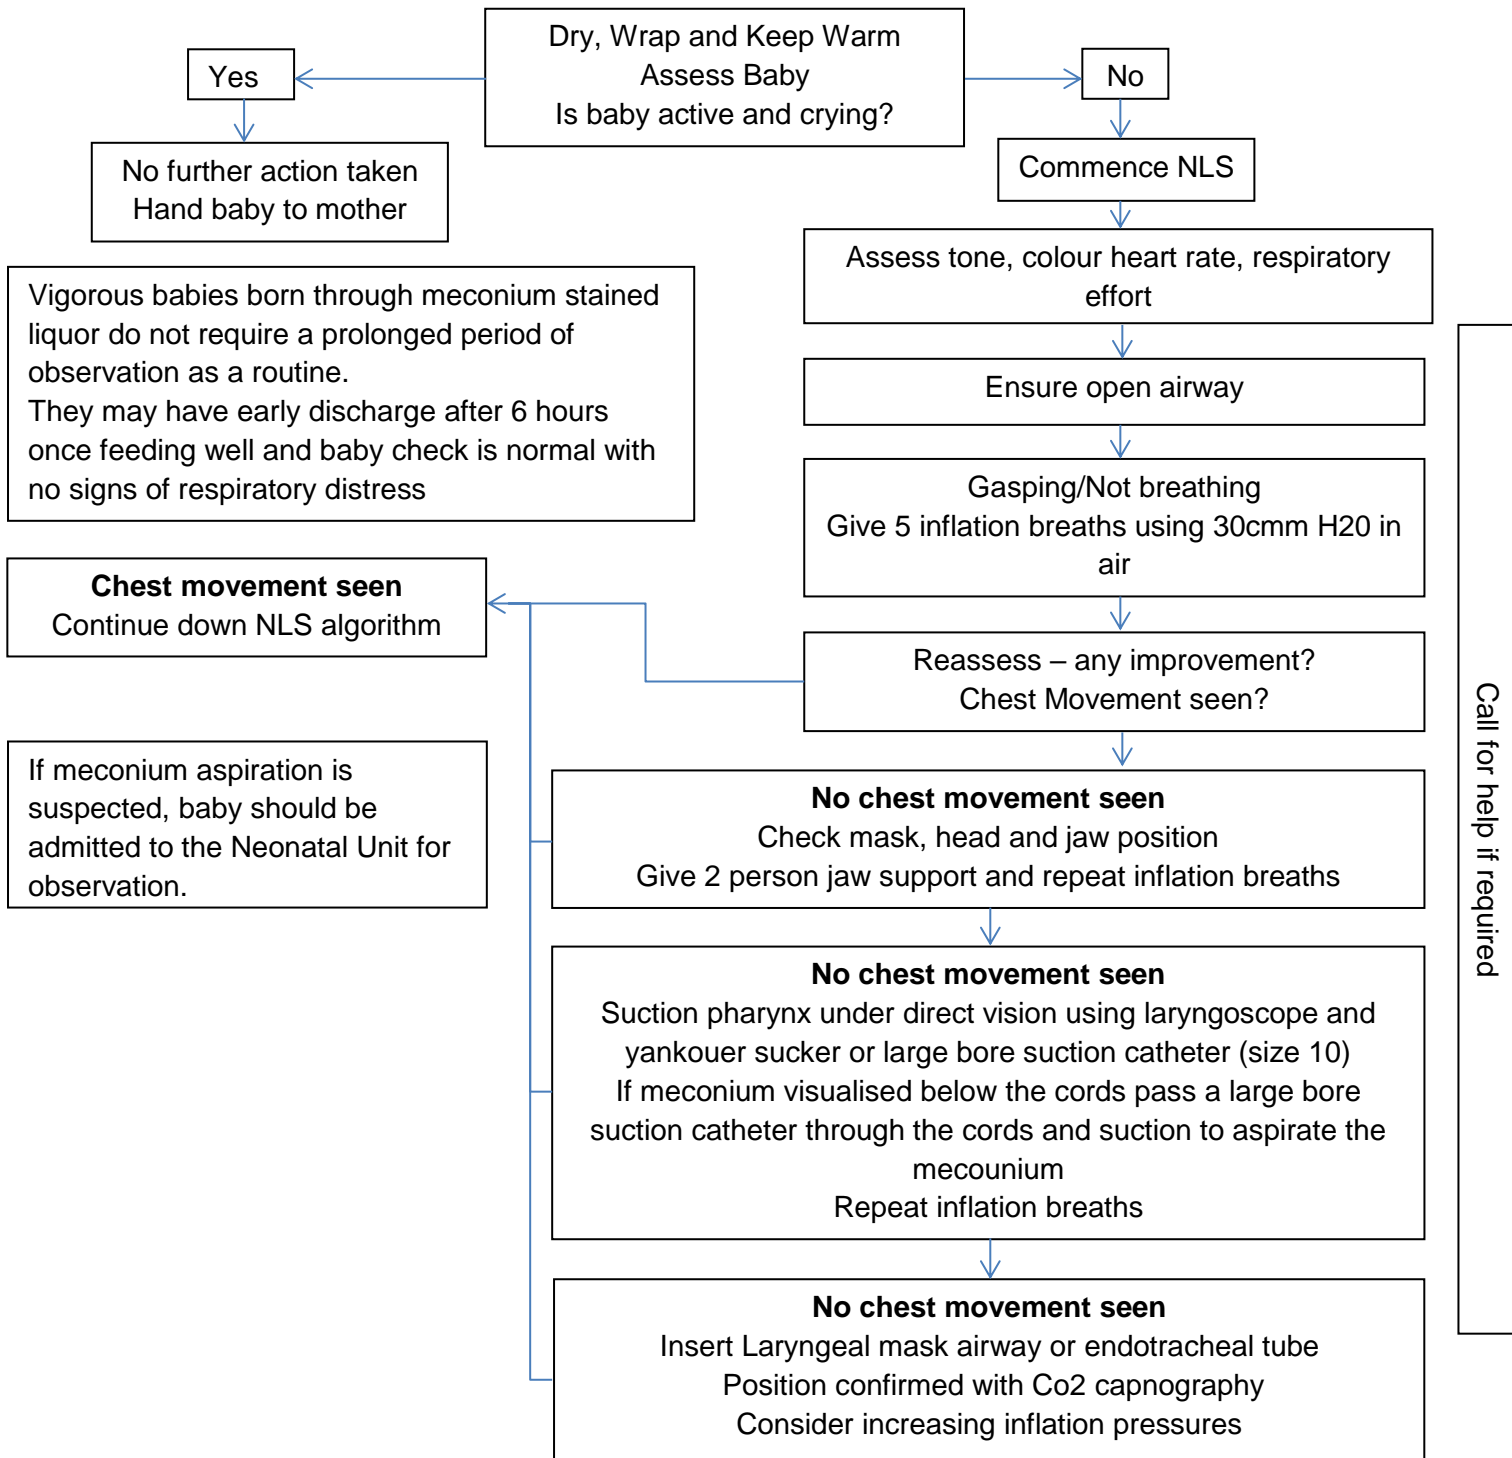 Dry, Wrap and Keep Warm
Assess Baby
Is baby active and crying?
Yes
No
No further action taken
Hand baby to mother
Commence NLS
Assess tone, colour heart rate, respiratory
effort
Vigorous babies born through meconium stained
liquor do not require a prolonged period of
observation as a routine.
They may have early discharge after 6 hours
once feeding well and baby check is normal with
no signs of respiratory distress
Ensure open airway
Gasping/Not breathing
Give 5 inflation breaths using 30cmm H20 in
air
Chest movement seen
Continue down NLS algorithm
Reassess – any improvement?
Chest Movement seen?
If meconium aspiration is
suspected, baby should be
admitted to the Neonatal Unit for
observation.
No chest movement seen
Check mask, head and jaw position
Give 2 person jaw support and repeat inflation breaths
No chest movement seen
Suction pharynx under direct vision using laryngoscope and
yankouer sucker or large bore suction catheter (size 10)
If meconium visualised below the cords pass a large bore
suction catheter through the cords and suction to aspirate the
mecounium
Repeat inflation breaths
No chest movement seen
Insert Laryngeal mask airway or endotracheal tube
Position confirmed with Co2 capnography
Consider increasing inflation pressures
Call for help if required